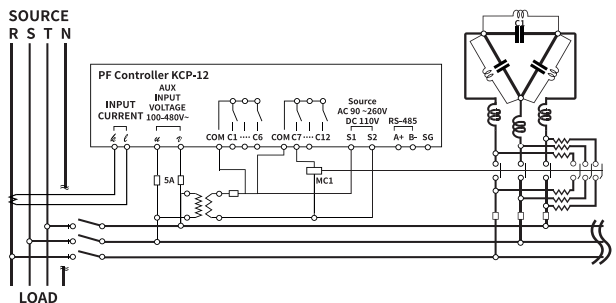 SOURCE
R S T N
C1
PF Controller KCP-12
AUX
INPUT
VOLTAGE
100-480V~
INPUT
CURRENT
Source
AC 90 ~260V
DC 110V
RS-485
k l
u v
COM C1 ···· C6
COM C7 ···· C12
S1 S2
A+ B- SG
5A
MC1
LOAD